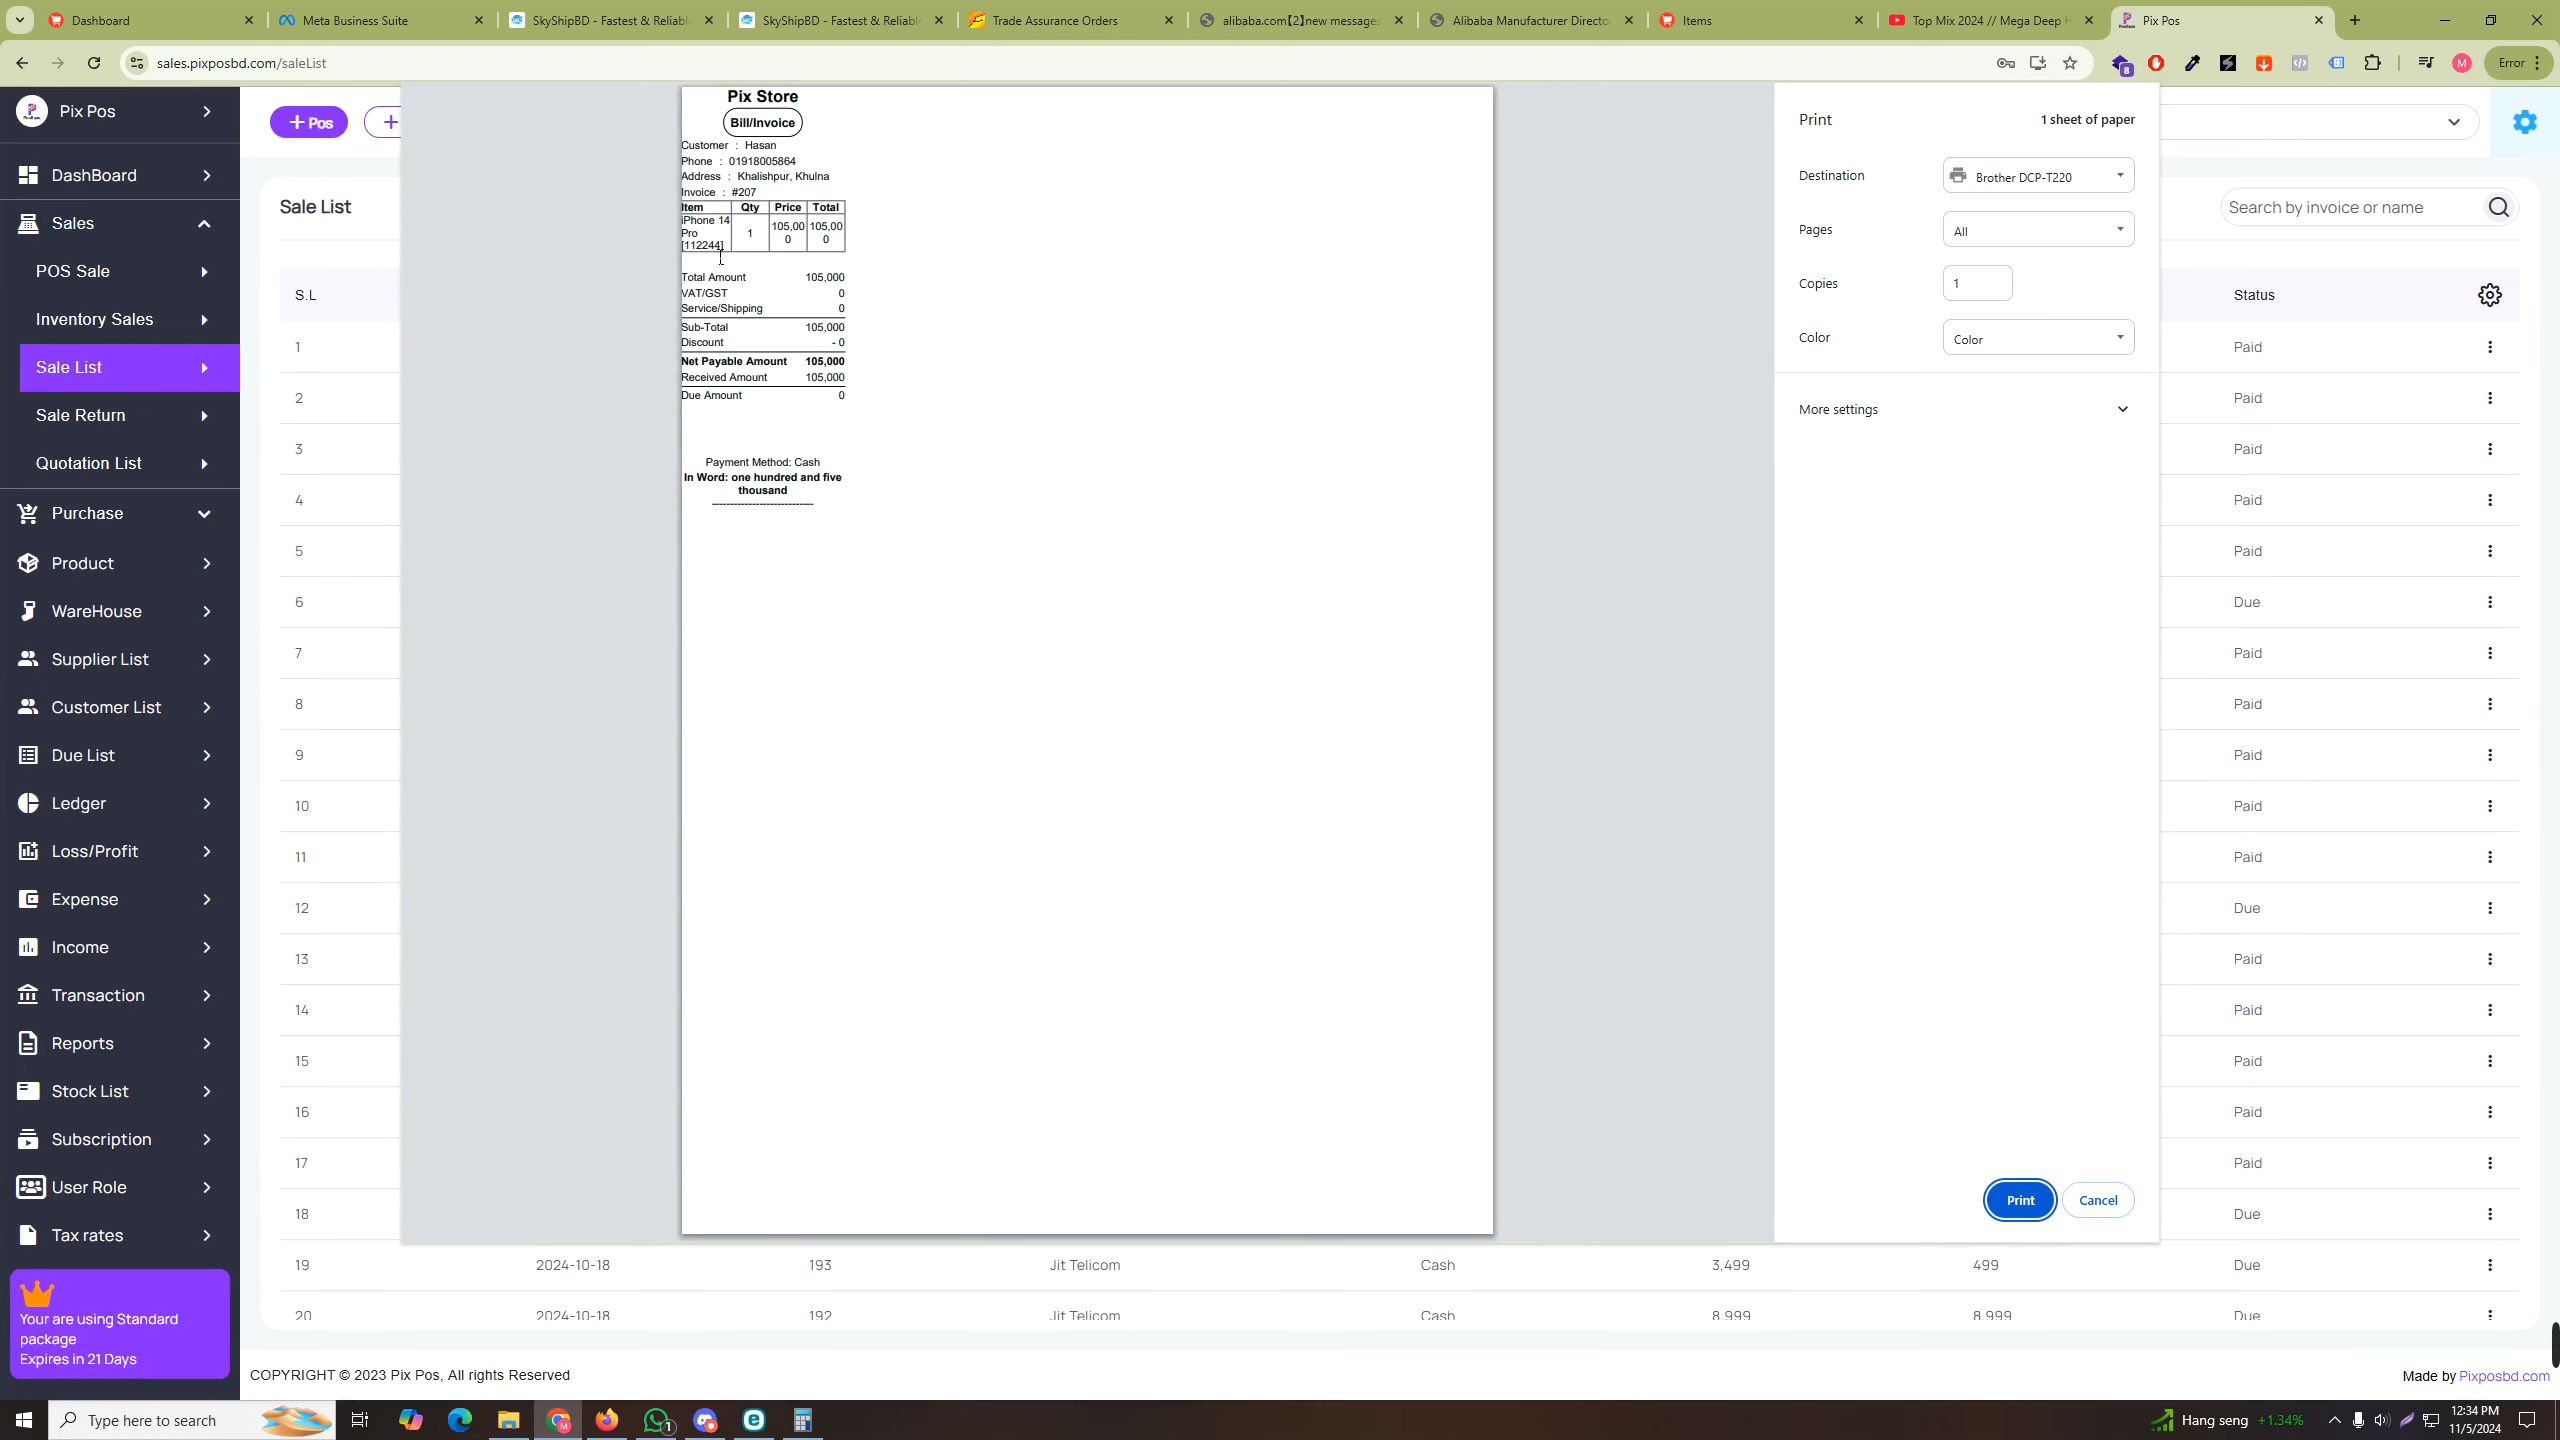 Dashboard
Meta Business Suite
SkyShipBD - Fastest & Reliable
SkyShipBD - Fastest & Reliable
Trade Assurance Orders
alibaba.com【2】new messages
Alibaba Manufacturer Directo
Items
Top Mix 2024 // Mega Deep H
Pix Pos
sales.pixposbd.com/saleList
8
M
Error
Pix Pos
DashBoard
Sales
POS Sale
Inventory Sales
Sale List
Sale Return
Quotation List
Purchase
Product
WareHouse
Supplier List
Customer List
Due List
Ledger
Loss/Profit
Expense
Income
Transaction
Reports
Stock List
Subscription
User Role
Tax rates
Your are using Standard
package
Expires in 21 Days
+ Pos
+
Sale List
Search by invoice or name
S.L
Status
1 Paid
2 Paid
3 Paid
4 Paid
5 Paid
6 Due
7 Paid
8 Paid
9 Paid
10 Paid
11 Paid
12 Due
13 Paid
14 Paid
15 Paid
16 Paid
17 Paid
18 Due
19 2024-10-18 193 Jit Telicom Cash 3,499 499 Due
20 2024-10-18 192 Jit Telicom Cash 8,999 8,999 Due
Pix Store
Bill/Invoice
Customer : Hasan
Phone : 01918005864
Address : Khalishpur, Khulna
Invoice : #207
Item Qty Price Total
iPhone 14
Pro
[112244]
1
105,00
0
105,00
0
Total Amount 105,000
VAT/GST 0
Service/Shipping 0
Sub-Total 105,000
Discount - 0
Net Payable Amount 105,000
Received Amount 105,000
Due Amount 0
Payment Method: Cash
In Word: one hundred and five
thousand
Print
1 sheet of paper
Destination Brother DCP-T220
Pages All
Copies 1
Color Color
More settings
Print
Cancel
COPYRIGHT © 2023 Pix Pos, All rights Reserved
Made by Pixposbd.com
Type here to search
1
Hang seng +1.34%
12:34 PM
11/5/2024